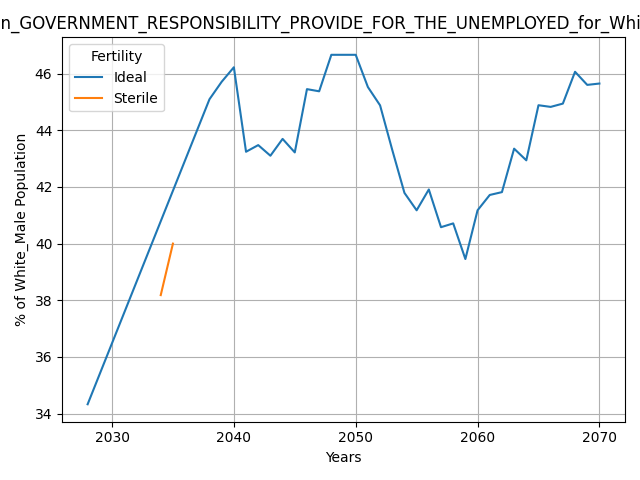 n_GOVERNMENT_RESPONSIBILITY_PROVIDE_FOR_THE_UNEMPLOYED_for_Whi
Fertility
Ideal
Sterile
% of White_Male Population
46
44
42
40
38
36
34
2030 2040 2050 2060 2070
Years